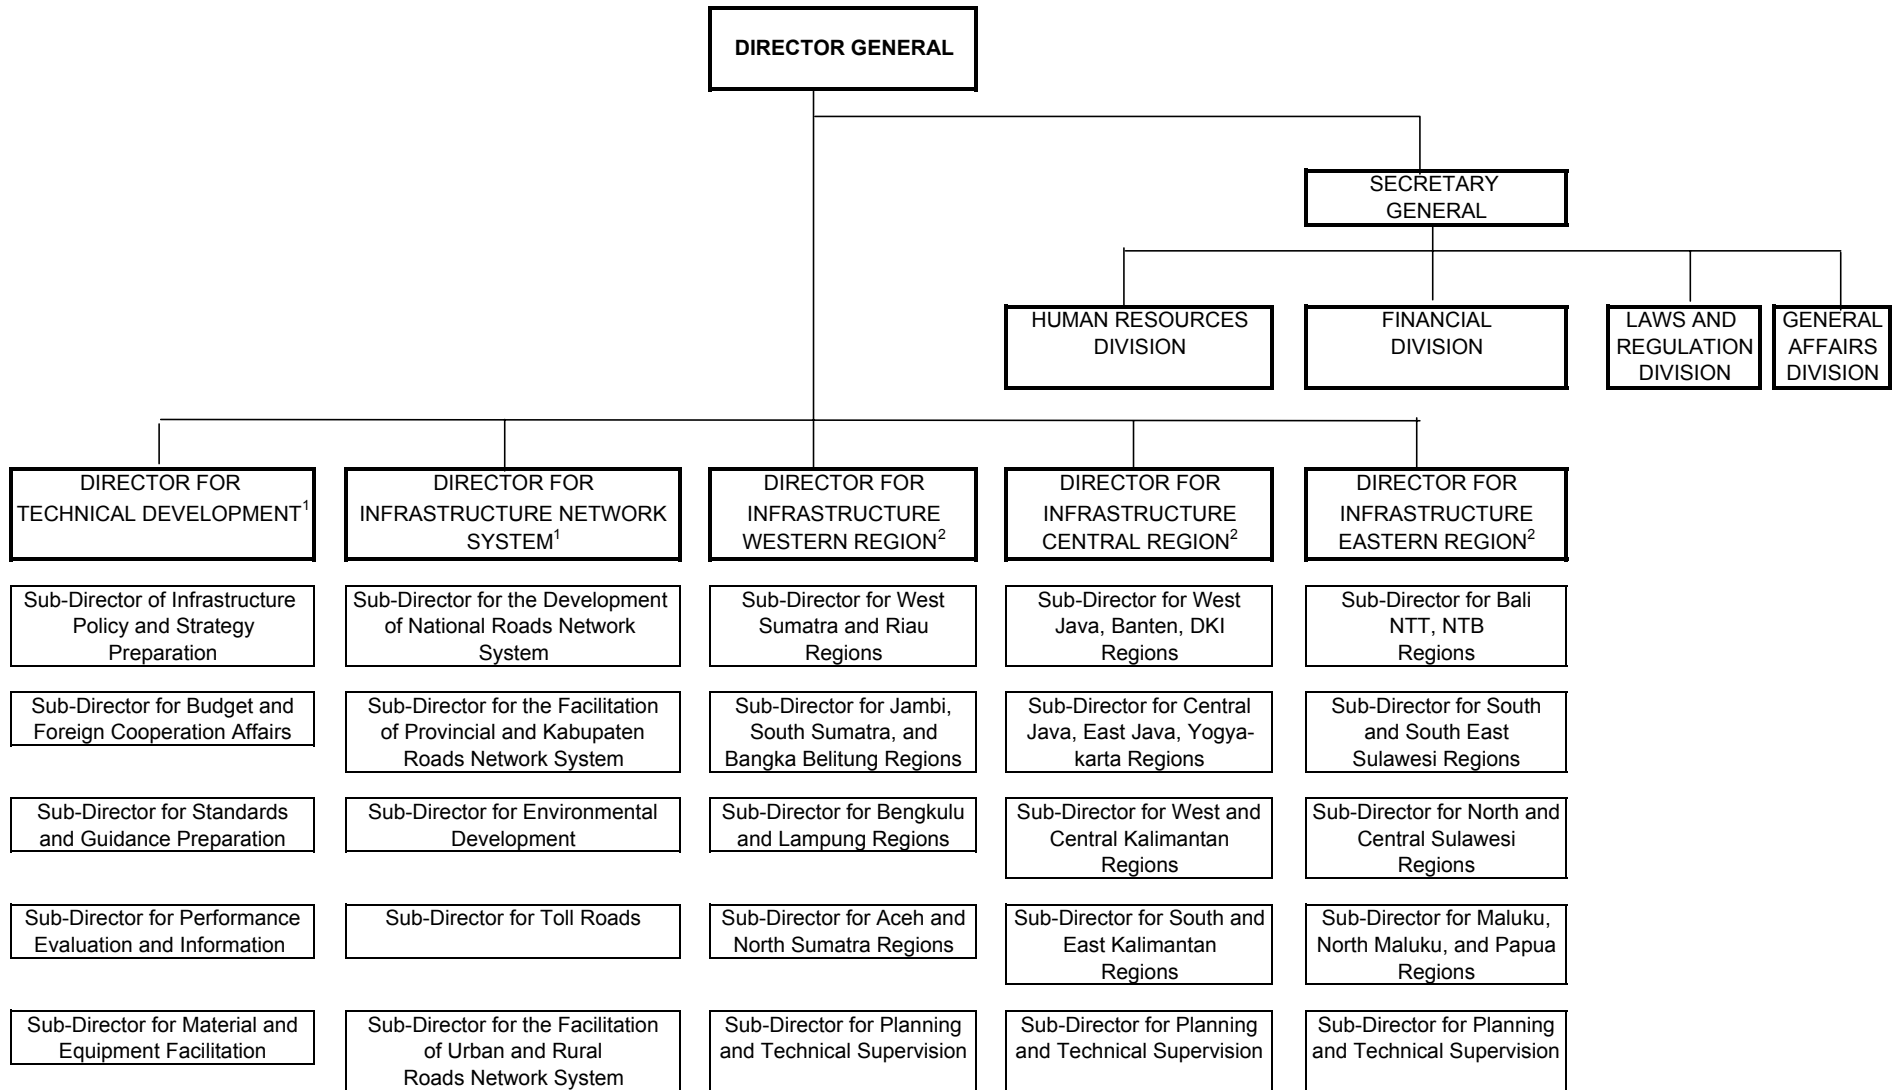 DIRECTOR GENERAL
SECRETARY
GENERAL
HUMAN RESOURCES
DIVISION
FINANCIAL
DIVISION
LAWS AND
REGULATION
DIVISION
GENERAL
AFFAIRS
DIVISION
DIRECTOR FOR
TECHNICAL DEVELOPMENT1
DIRECTOR FOR
INFRASTRUCTURE NETWORK
SYSTEM1
DIRECTOR FOR
INFRASTRUCTURE
WESTERN REGION2
DIRECTOR FOR
INFRASTRUCTURE
CENTRAL REGION2
DIRECTOR FOR
INFRASTRUCTURE
EASTERN REGION2
Sub-Director of Infrastructure
Policy and Strategy
Preparation
Sub-Director for the Development
of National Roads Network
System
Sub-Director for West
Sumatra and Riau
Regions
Sub-Director for West
Java, Banten, DKI
Regions
Sub-Director for Bali
NTT, NTB
Regions
Sub-Director for Budget and
Foreign Cooperation Affairs
Sub-Director for the Facilitation
of Provincial and Kabupaten
Roads Network System
Sub-Director for Jambi,
South Sumatra, and
Bangka Belitung Regions
Sub-Director for Central
Java, East Java, Yogya-
karta Regions
Sub-Director for South
and South East
Sulawesi Regions
Sub-Director for Standards
and Guidance Preparation
Sub-Director for Environmental
Development
Sub-Director for Bengkulu
and Lampung Regions
Sub-Director for West and
Central Kalimantan
Regions
Sub-Director for North and
Central Sulawesi
Regions
Sub-Director for Performance
Evaluation and Information
Sub-Director for Toll Roads
Sub-Director for Aceh and
North Sumatra Regions
Sub-Director for South and
East Kalimantan
Regions
Sub-Director for Maluku,
North Maluku, and Papua
Regions
Sub-Director for Material and
Equipment Facilitation
Sub-Director for the Facilitation
of Urban and Rural
Roads Network System
Sub-Director for Planning
and Technical Supervision
Sub-Director for Planning
and Technical Supervision
Sub-Director for Planning
and Technical Supervision